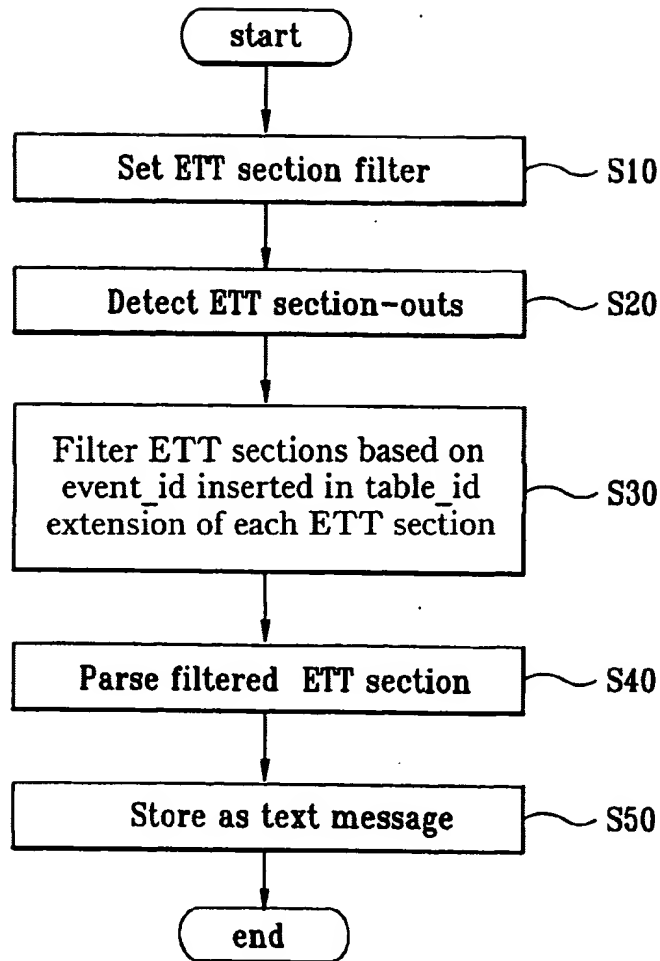 start
Set ETT section filter
S10
Detect ETT section-outs
S20
Filter ETT sections based on
event_id inserted in table_id
extension of each ETT section
S30
Parse filtered ETT section
S40
Store as text message
S50
end